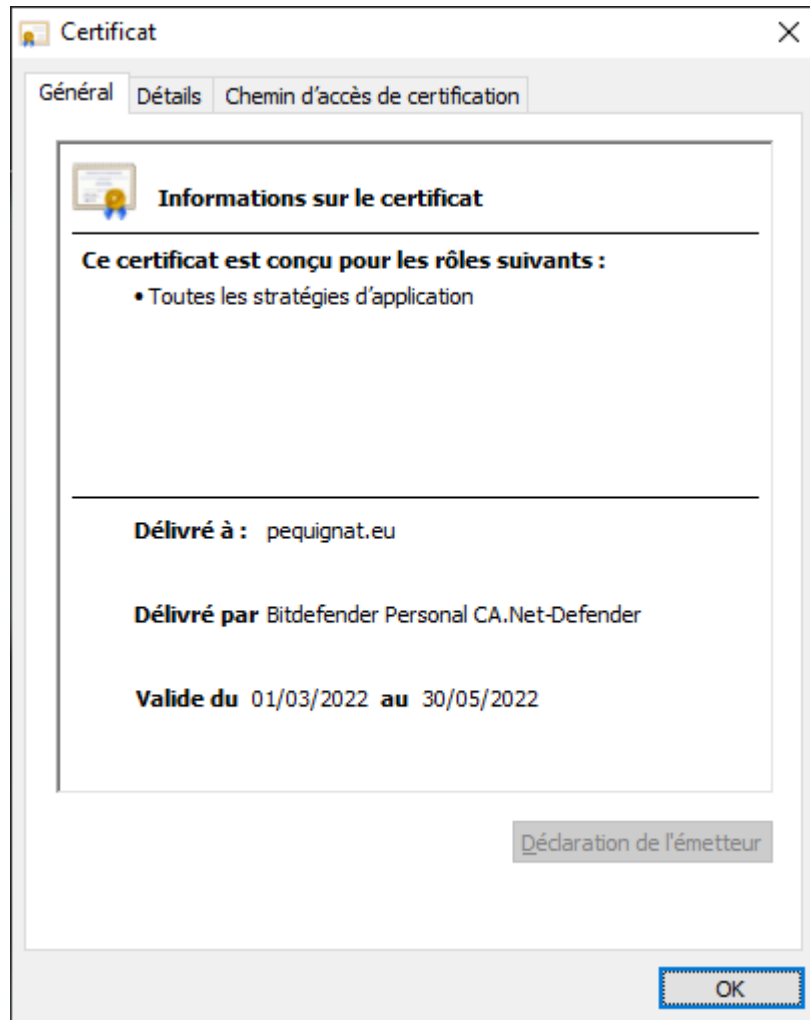 Certificat
Général Détails Chemin d'accès de certification
Informations sur le certificat
Ce certificat est conçu pour les rôles suivants :
• Toutes les stratégies d'application
Délivré à : pequignat.eu
Délivré par Bitdefender Personal CA.Net-Defender
Valide du 01/03/2022 au 30/05/2022
Déclaration de l'émetteur
OK